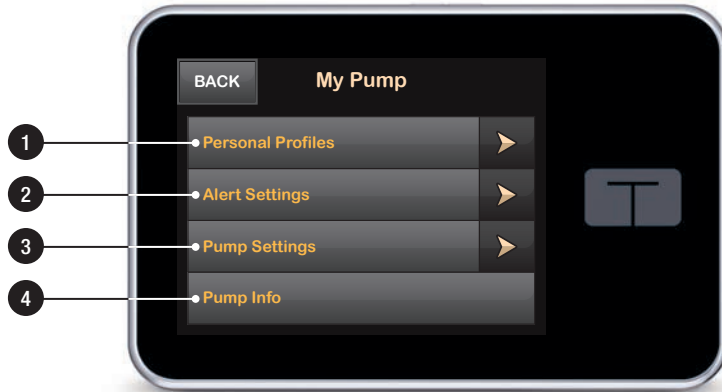 BACK
My Pump
1
Personal Profiles
2
Alert Settings
3
Pump Settings
4
Pump Info